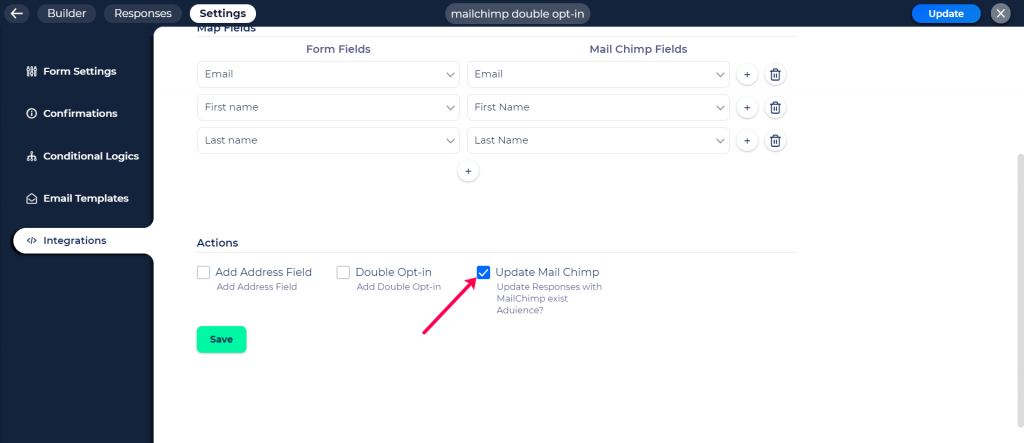 Builder
Responses
Settings
mailchimp double opt-in
Update
Map Fields
Form Fields
Mail Chimp Fields
Email
Email
First name
First Name
Last name
Last Name
Form Settings
Confirmations
Conditional Logics
Email Templates
Integrations
Actions
Add Address Field
Add Address Field
Double Opt-in
Add Double Opt-in
Update Mail Chimp
Update Responses with
MailChimp exist
Aduience?
Save